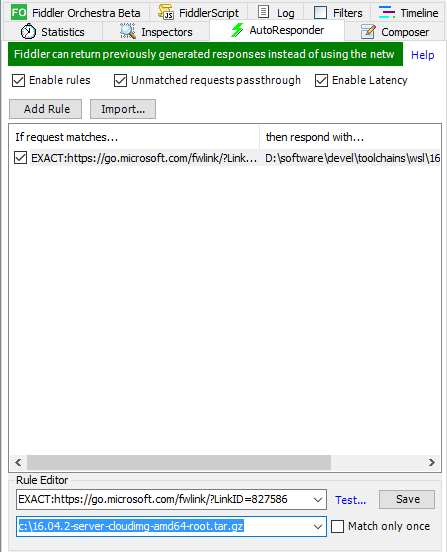 FO Fiddler Orchestra Beta JS FiddlerScript Log Filters Timeline
Statistics Inspectors AutoResponder Composer
Fiddler can return previously generated responses instead of using the netw Help
Enable rules Unmatched requests passthrough Enable Latency
Add Rule Import...
If request matches... then respond with...
EXACT:https://go.microsoft.com/fwlink/?Link... D:\software\devel\toolchains\wsl\16
Rule Editor
EXACT:https://go.microsoft.com/fwlink/?LinkID=827586 Test... Save
c:\16.04.2-server-cloudimg-amd64-root.tar.gz Match only once